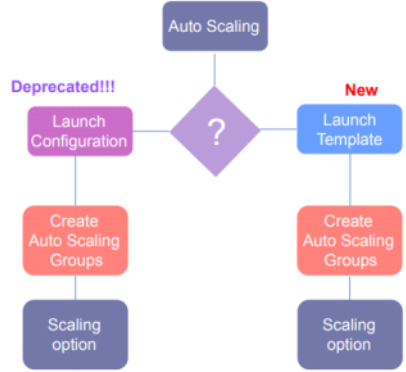 Auto Scaling
Deprecated!!!
New
Launch
Configuration
?
Launch
Template
Create
Auto Scaling
Groups
Create
Auto Scaling
Groups
Scaling
option
Scaling
option